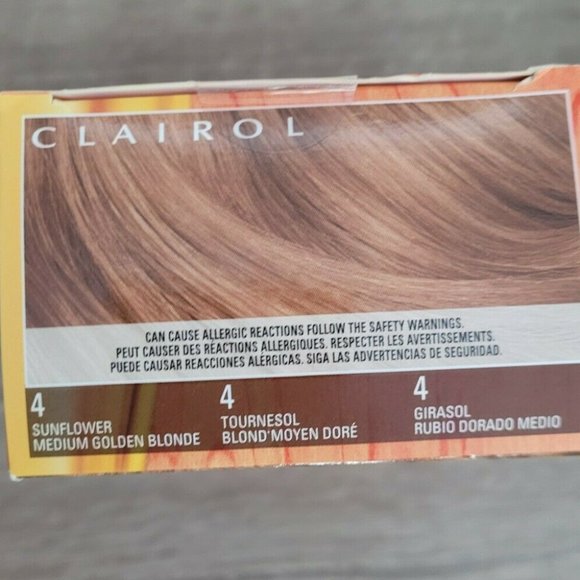 CLAIROL
CAN CAUSE ALLERGIC REACTIONS FOLLOW THE SAFETY WARNINGS.
PEUT CAUSER DES RÉACTIONS ALLERGIQUES. RESPECTER LES AVERTISSEMENTS.
PUEDE CAUSAR REACCIONES ALÉRGICAS. SIGA LAS ADVERTENCIAS DE SEGURIDAD.
4
SUNFLOWER
MEDIUM GOLDEN BLONDE
4
TOURNESOL
BLOND'MOYEN DORÉ
4
GIRASOL
RUBIO DORADO MEDIO